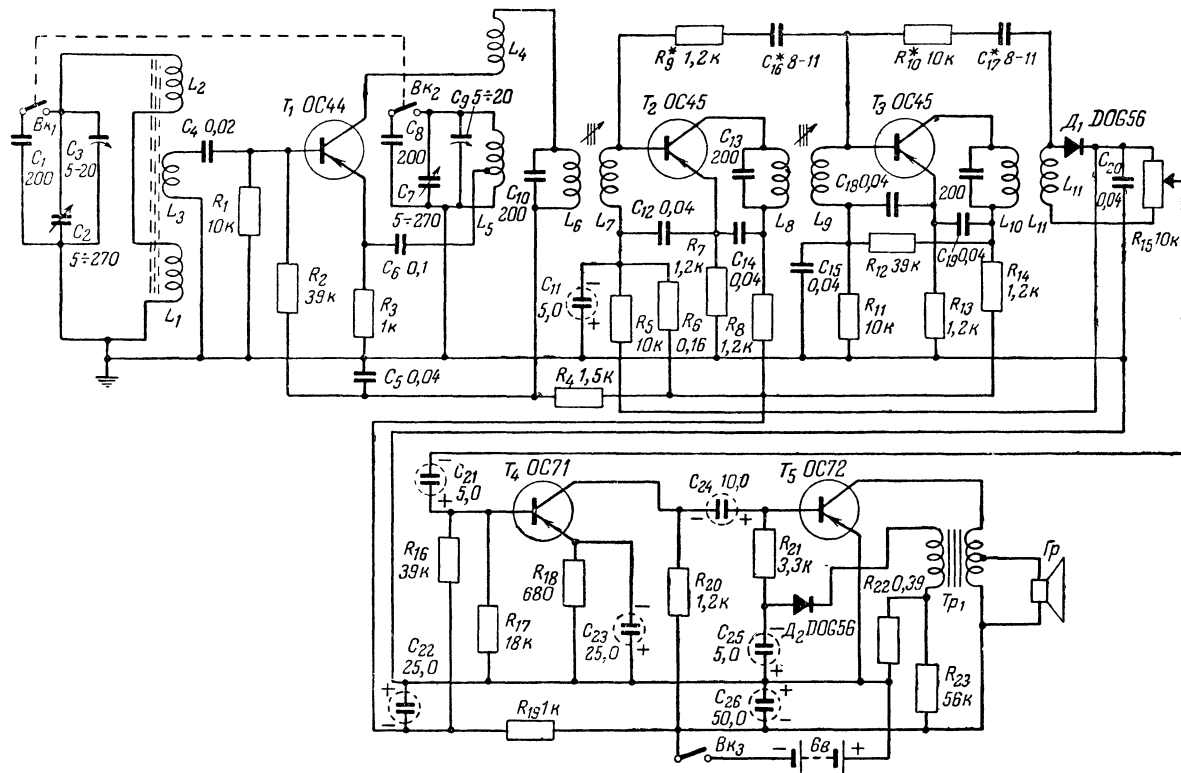 L4
R9* 1,2к
C16* 8-11
R10* 10к
C17* 8-11
Вк1
L2
T1 OC44
Вк2
C9 5÷20
T2 OC45
T3 OC45
Д1 DOG56
C1
200
C3
5-20
C4 0,02
C8
200
C13
200
C20
0,04
C2
5÷270
L3
R1
10к
C7
5÷270
L5
C10
200
L6
L7
C12 0,04
L8
L9
C18 0,04
200
L10
L11
L11
R15 10к
L1
R2
39к
C6 0,1
R3
1к
C11
5,0
-
+
R5
10к
R6
0,16
R7
1,2к
C14
0,04
R8
1,2к
C15
0,04
R12 39к
C19 0,04
R11
10к
R13
1,2к
R14
1,2к
C5 0,04
R4 1,5к
C21
5,0
-
+
T4 OC71
C24 10,0
- +
T5 OC72
R16
39к
R17
18к
R18
680
R20
1,2к
R21
3,3к
R22 0,39
Тр1
Гр
C22
25,0
+
-
C23
25,0
-
+
C25
5,0
-
+
Д2 DOG56
R23
56к
C26
50,0
+
-
R19 1к
Вк3
- 6в +